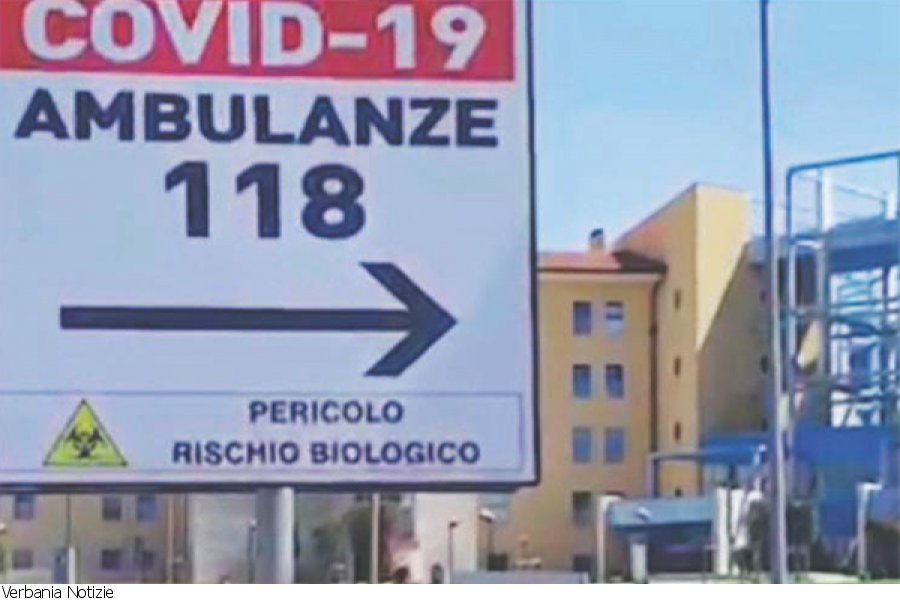 COVID-19
AMBULANZE
118
PERICOLO
RISCHIO BIOLOGICO
Verbania Notizie